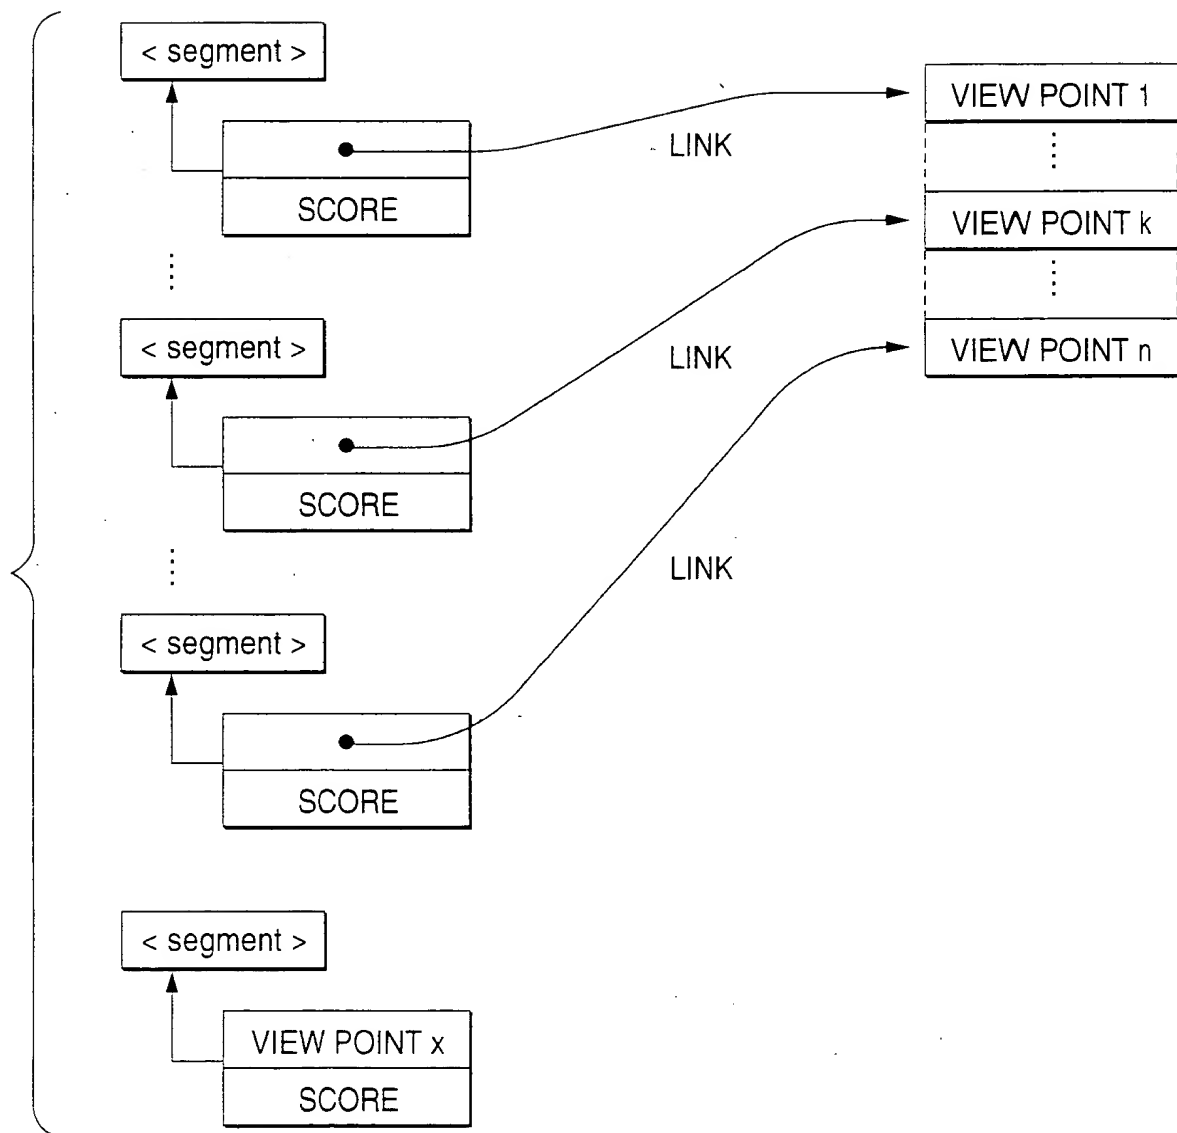 < segment >
SCORE
< segment >
SCORE
< segment >
SCORE
< segment >
VIEW POINT x
SCORE
LINK
LINK
LINK
VIEW POINT 1
VIEW POINT k
VIEW POINT n